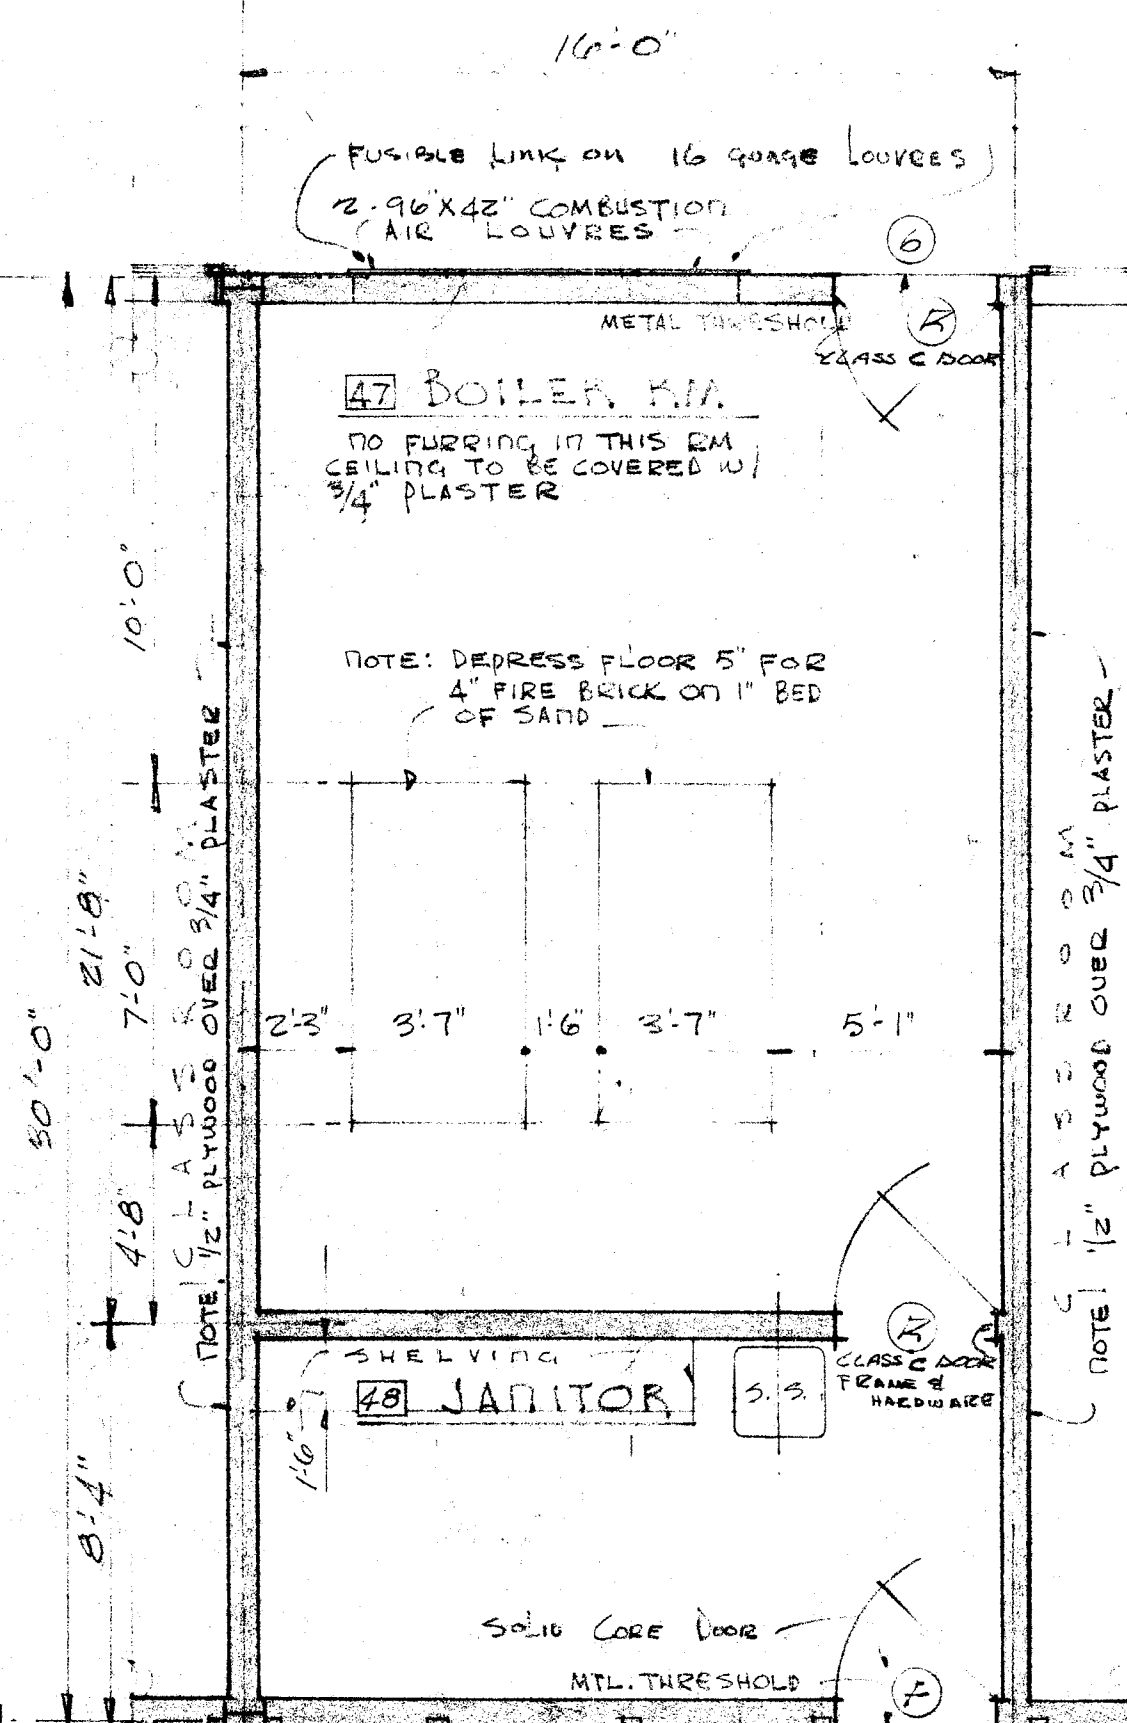 16'-0"
FUSIBLE LINK ON 16 GUAGE LOUVRES
2-96"X42" COMBUSTION
AIR LOUVRES
6
METAL THRESHOLD
R
CLASS C DOOR
47 BOILER RM.
NO FURRING IN THIS RM
CEILING TO BE COVERED W/
3/4" PLASTER
10'-0"
NOTE: DEPRESS FLOOR 5" FOR
4" FIRE BRICK ON 1" BED
OF SAND
CLASSROOM
NOTE 1/2" PLYWOOD OVER 3/4" PLASTER
CLASSROOM
NOTE 1/2" PLYWOOD OVER 3/4" PLASTER
30'-0"
21'-8"
7'-0"
2'-3" 3'-7" 1'-6" 3'-7" 5'-1"
4'-8"
R
CLASS C DOOR
FRAME &
HARDWARE
SHELVING
48 JANITOR
S.S.
1'-6"
8'-4"
SOLID CORE DOOR
MTL. THRESHOLD